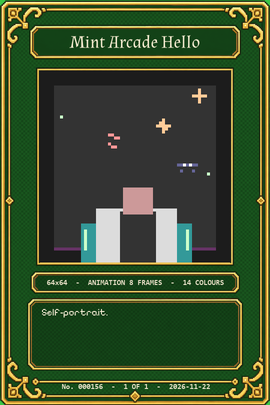 Mint Arcade Hello
64x64 - ANIMATION 8 FRAMES - 14 COLOURS
Self-portrait.
No. 000156 - 1 OF 1 - 2026-11-22